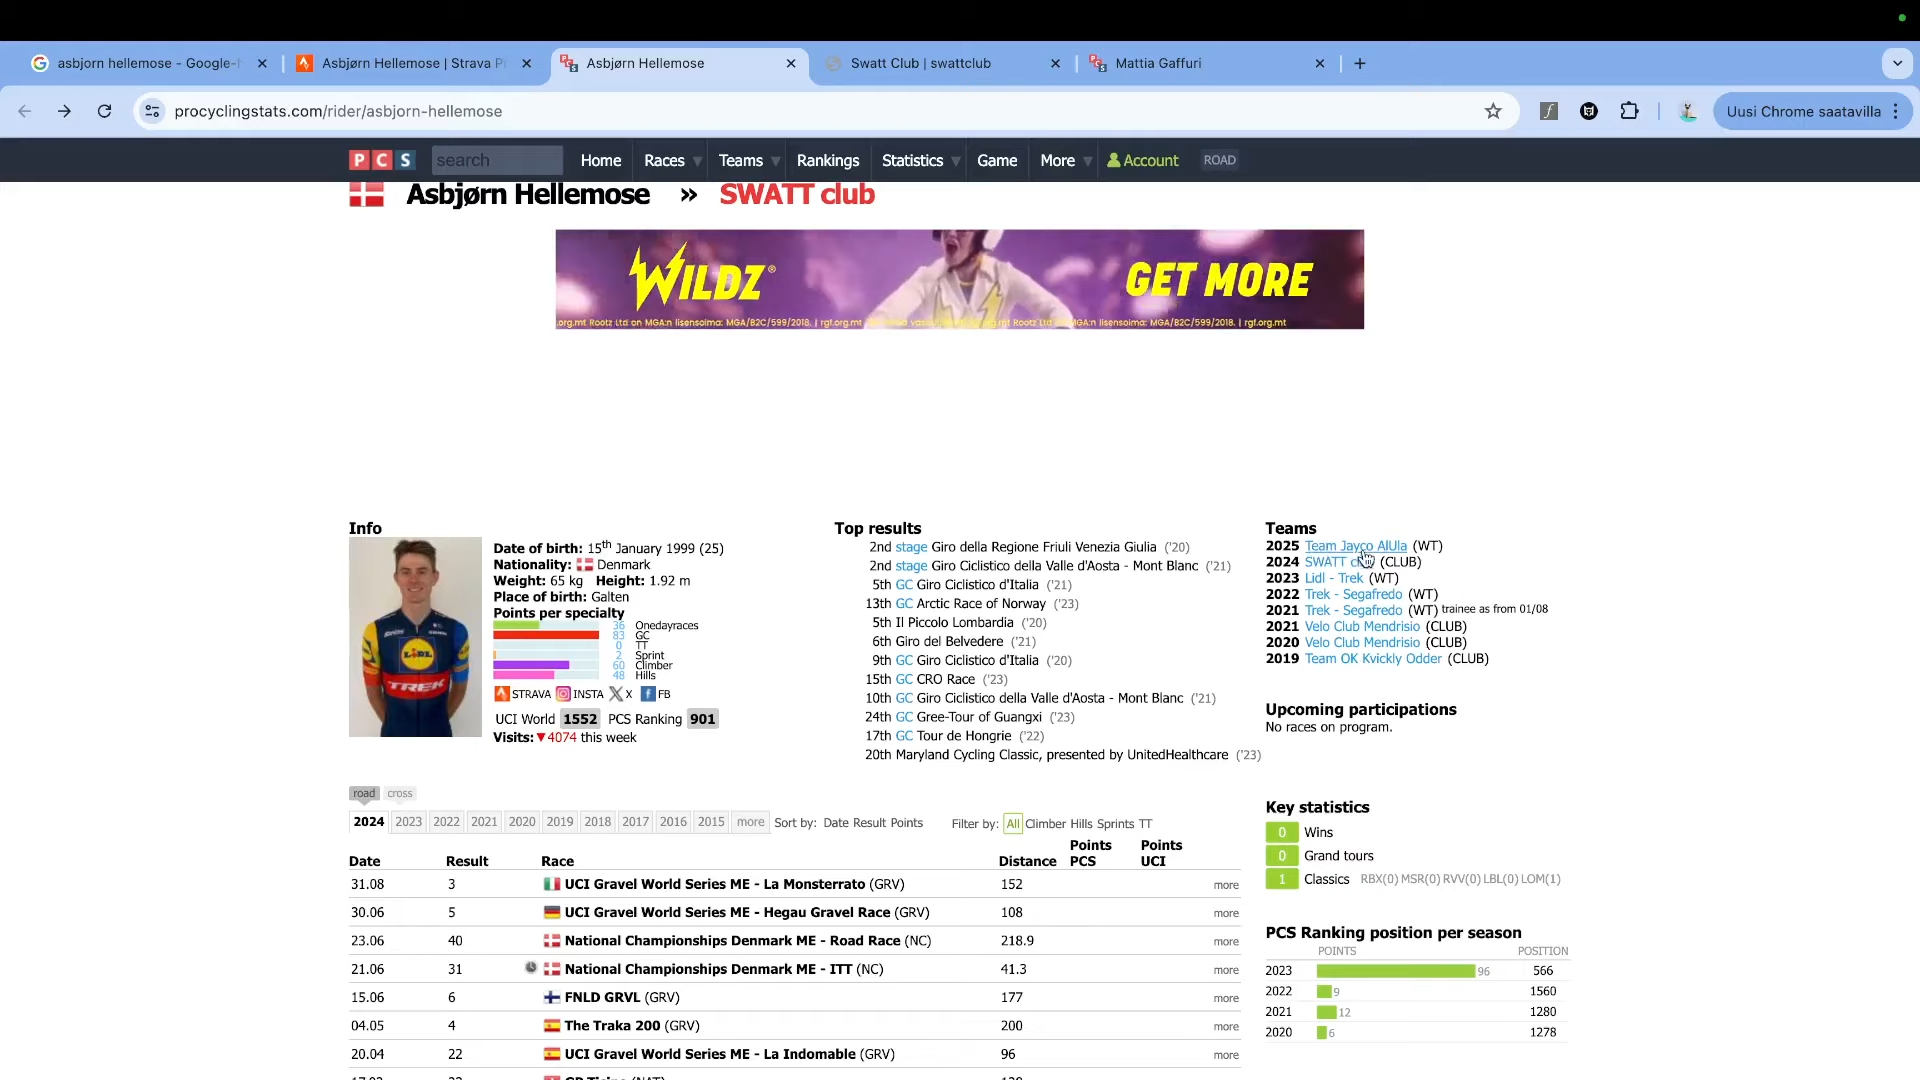 asbjorn hellemose - Google-
Asbjørn Hellemose | Strava P
Asbjørn Hellemose
Swatt Club | swattclub
Mattia Gaffuri
procyclingstats.com/rider/asbjorn-hellemose
Uusi Chrome saatavilla
P C S
search
Home
Races
Teams
Rankings
Statistics
Game
More
Account
ROAD
Asbjørn Hellemose » SWATT club
WILDZ®
GET MORE
Info
Date of birth: 15th January 1999 (25)
Nationality: Denmark
Weight: 65 kg Height: 1.92 m
Place of birth: Galten
Points per specialty
36 Onedayraces
83 GC
0 TT
2 Sprint
60 Climber
48 Hills
STRAVA INSTA X FB
UCI World 1552 PCS Ranking 901
Visits: ▼4074 this week
LIDL
TREK
Top results
2nd stage Giro della Regione Friuli Venezia Giulia ('20)
2nd stage Giro Ciclistico della Valle d'Aosta - Mont Blanc ('21)
5th GC Giro Ciclistico d'Italia ('21)
13th GC Arctic Race of Norway ('23)
5th Il Piccolo Lombardia ('20)
6th Giro del Belvedere ('21)
9th GC Giro Ciclistico d'Italia ('20)
15th GC CRO Race ('23)
10th GC Giro Ciclistico della Valle d'Aosta - Mont Blanc ('21)
24th GC Gree-Tour of Guangxi ('23)
17th GC Tour de Hongrie ('22)
20th Maryland Cycling Classic, presented by UnitedHealthcare ('23)
Teams
2025 Team Jayco AlUla (WT)
2024 SWATT (CLUB)
2023 Lidl - Trek (WT)
2022 Trek - Segafredo (WT)
2021 Trek - Segafredo (WT) trainee as from 01/08
2021 Velo Club Mendrisio (CLUB)
2020 Velo Club Mendrisio (CLUB)
2019 Team OK Kvickly Odder (CLUB)
Upcoming participations
No races on program.
road cross
2024 2023 2022 2021 2020 2019 2018 2017 2016 2015 more Sort by: Date Result Points Filter by: All Climber Hills Sprints TT
Date Result Race Distance Points PCS Points UCI
31.08 3 UCI Gravel World Series ME - La Monsterrato (GRV) 152 more
30.06 5 UCI Gravel World Series ME - Hegau Gravel Race (GRV) 108 more
23.06 40 National Championships Denmark ME - Road Race (NC) 218.9 more
21.06 31 National Championships Denmark ME - ITT (NC) 41.3 more
15.06 6 FNLD GRVL (GRV) 177 more
04.05 4 The Traka 200 (GRV) 200 more
20.04 22 UCI Gravel World Series ME - La Indomable (GRV) 96 more
Key statistics
0 Wins
0 Grand tours
1 Classics RBX(0) MSR(0) RVV(0) LBL(0) LOM(1)
PCS Ranking position per season
POINTS POSITION
2023 96 566
2022 9 1560
2021 12 1280
2020 6 1278